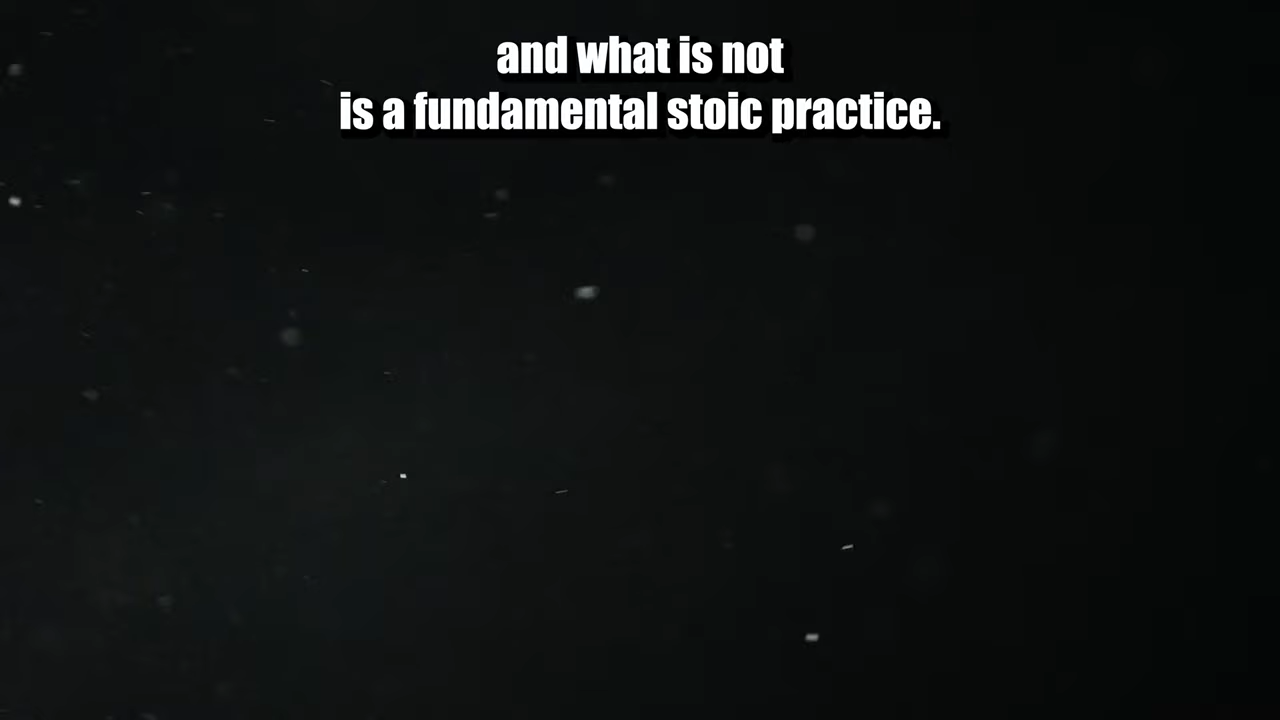 and what is not
is a fundamental stoic practice.